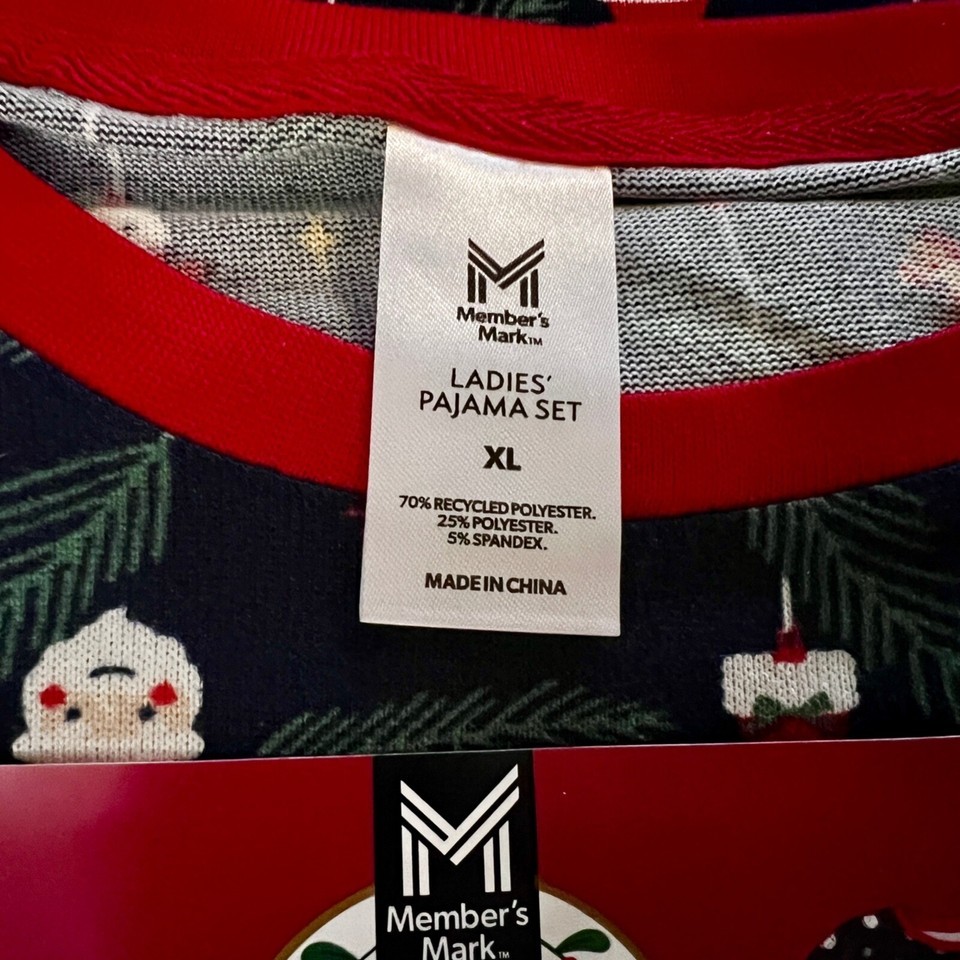 Member's
Mark™
LADIES'
PAJAMA SET
XL
70% RECYCLED POLYESTER.
25% POLYESTER.
5% SPANDEX.
MADE IN CHINA
Member's
Mark™